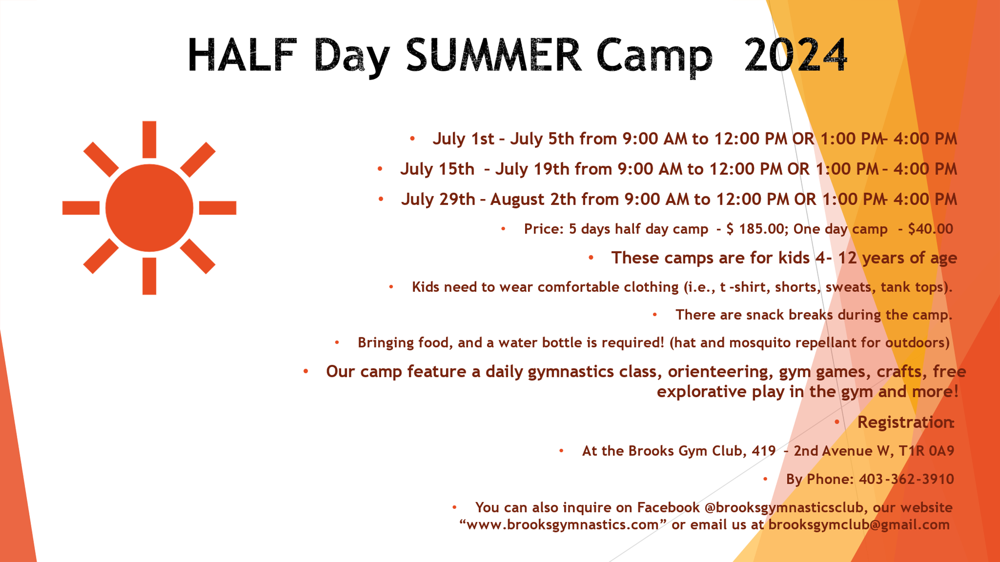 HALF Day SUMMER Camp 2024
• July 1st – July 5th from 9:00 AM to 12:00 PM OR 1:00 PM- 4:00 PM
• July 15th – July 19th from 9:00 AM to 12:00 PM OR 1:00 PM – 4:00 PM
• July 29th – August 2th from 9:00 AM to 12:00 PM OR 1:00 PM- 4:00 PM
• Price: 5 days half day camp - $ 185.00; One day camp - $40.00
• These camps are for kids 4- 12 years of age
• Kids need to wear comfortable clothing (i.e., t -shirt, shorts, sweats, tank tops).
• There are snack breaks during the camp.
• Bringing food, and a water bottle is required! (hat and mosquito repellant for outdoors)
• Our camp feature a daily gymnastics class, orienteering, gym games, crafts, free
explorative play in the gym and more!
• Registration:
• At the Brooks Gym Club, 419 – 2nd Avenue W, T1R 0A9
• By Phone: 403-362-3910
• You can also inquire on Facebook @brooksgymnasticsclub, our website
“www.brooksgymnastics.com” or email us at brooksgymclub@gmail.com